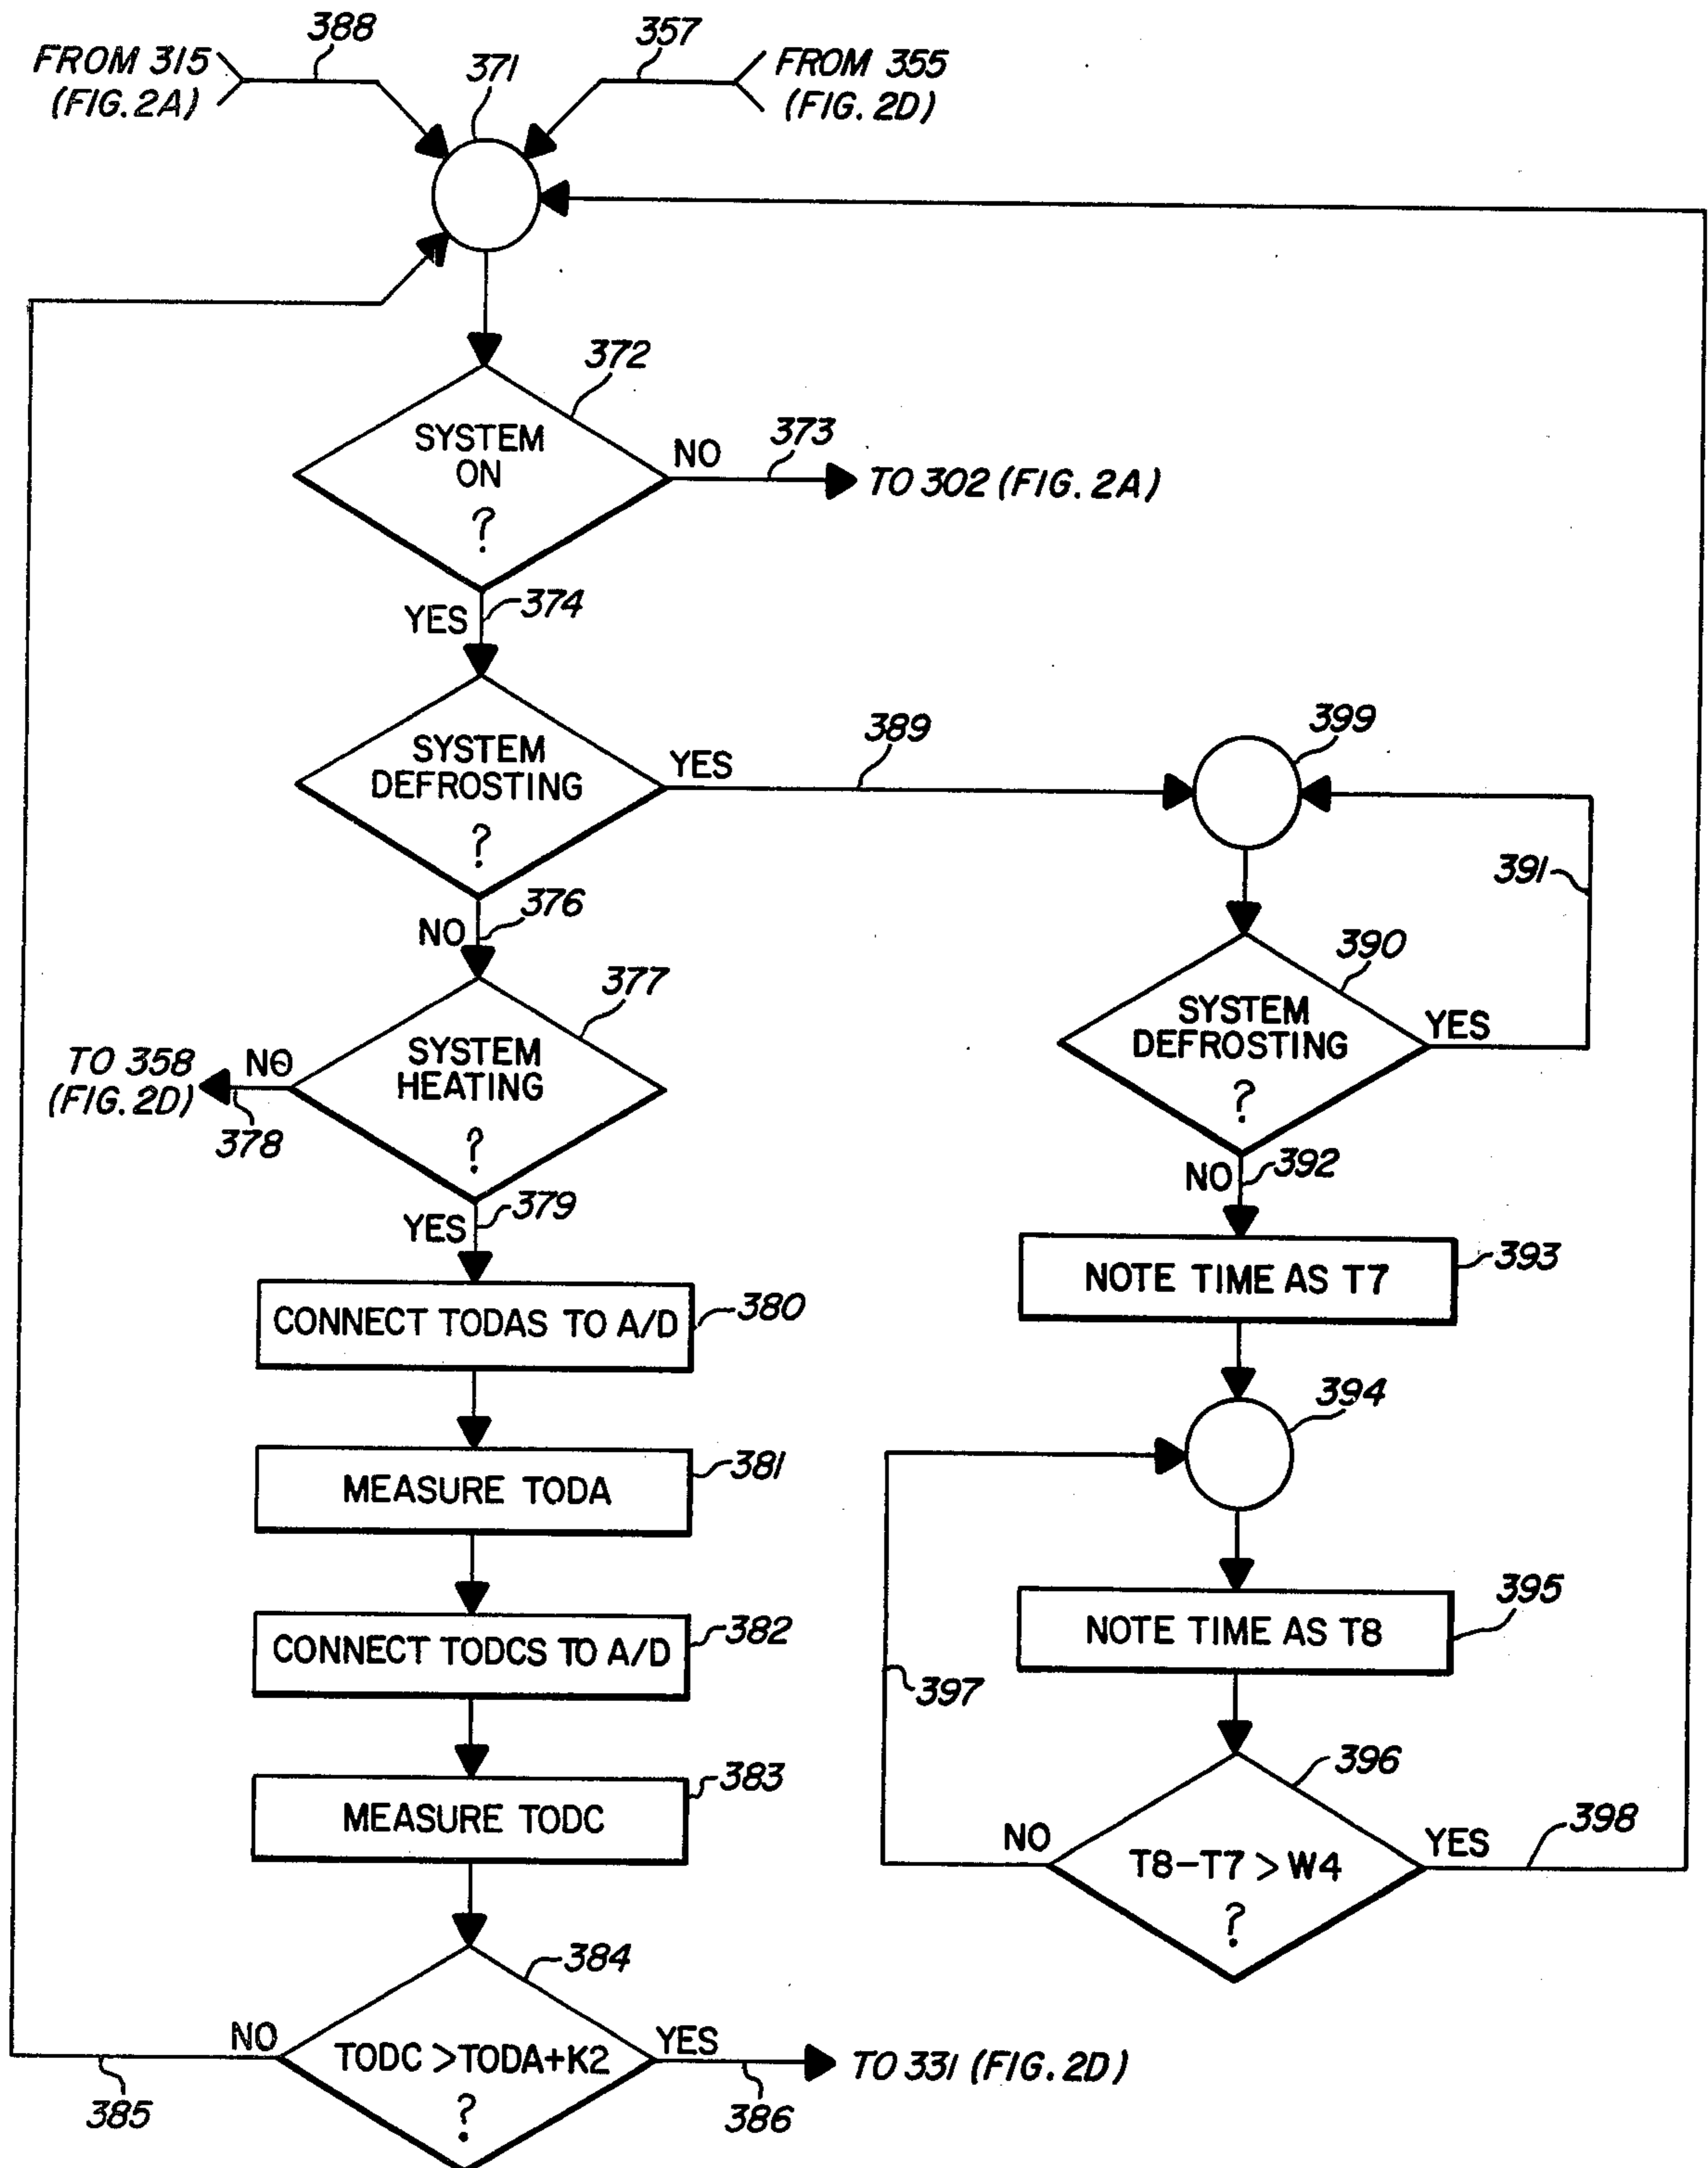 388
357
FROM 315
(FIG. 2A)
371
FROM 355
(FIG. 2D)
372
SYSTEM
ON
?
NO
373
TO 302 (FIG. 2A)
YES
374
SYSTEM
DEFROSTING
?
YES
389
399
391
NO
376
377
SYSTEM
HEATING
?
NO
TO 358
(FIG. 2D)
378
390
SYSTEM
DEFROSTING
?
YES
NO
392
YES
379
393
NOTE TIME AS T7
CONNECT TODAS TO A/D
380
394
MEASURE TODA
381
395
NOTE TIME AS T8
CONNECT TODCS TO A/D
382
397
MEASURE TODC
383
396
NO
T8-T7 > W4
?
YES
398
384
NO
TODC > TODA+K2
?
YES
TO 331 (FIG. 2D)
385
386